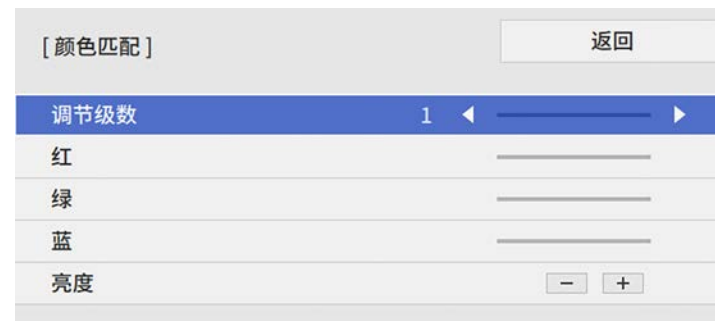 [ 颜色匹配 ]
返回
调节级数 1
红
绿
蓝
亮度 − +